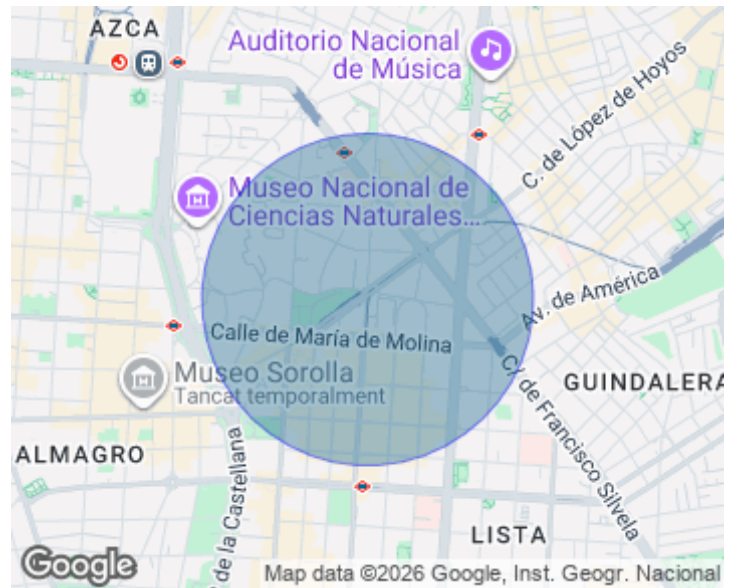 AZCA
Auditorio Nacional
de Música
C. de López de Hoyos
Museo Nacional de
Ciencias Naturales...
Av. de América
Calle de María de Molina
Museo Sorolla
Tancat temporalment
C/ de Francisco Silvela
GUINDALERA
ALMAGRO
de la Castellana
LISTA
Google
Map data ©2026 Google, Inst. Geogr. Nacional